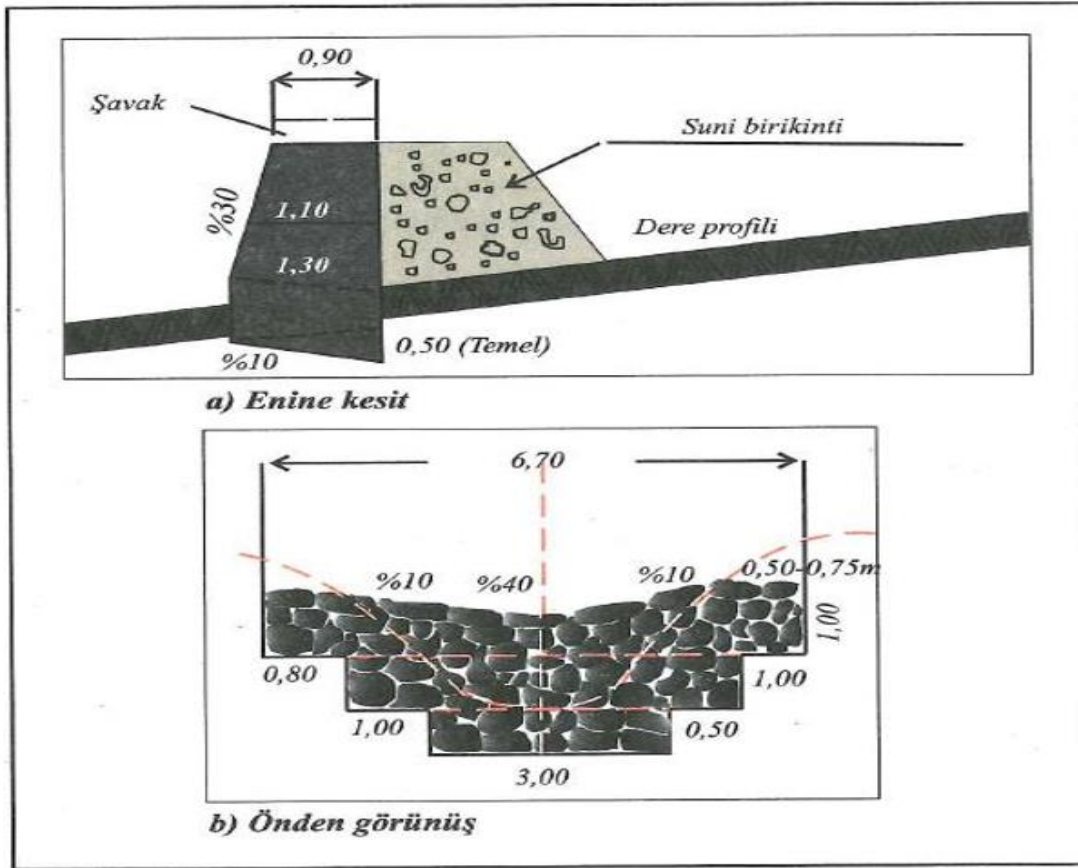 0,90
Şavak
Suni birikinti
%30
1,10
Dere profili
1,30
0,50 (Temel)
%10
a) Enine kesit
6,70
%10
%40
%10
0,50-0,75m
1,00
0,80
1,00
1,00
0,50
3,00
b) Önden görünüş